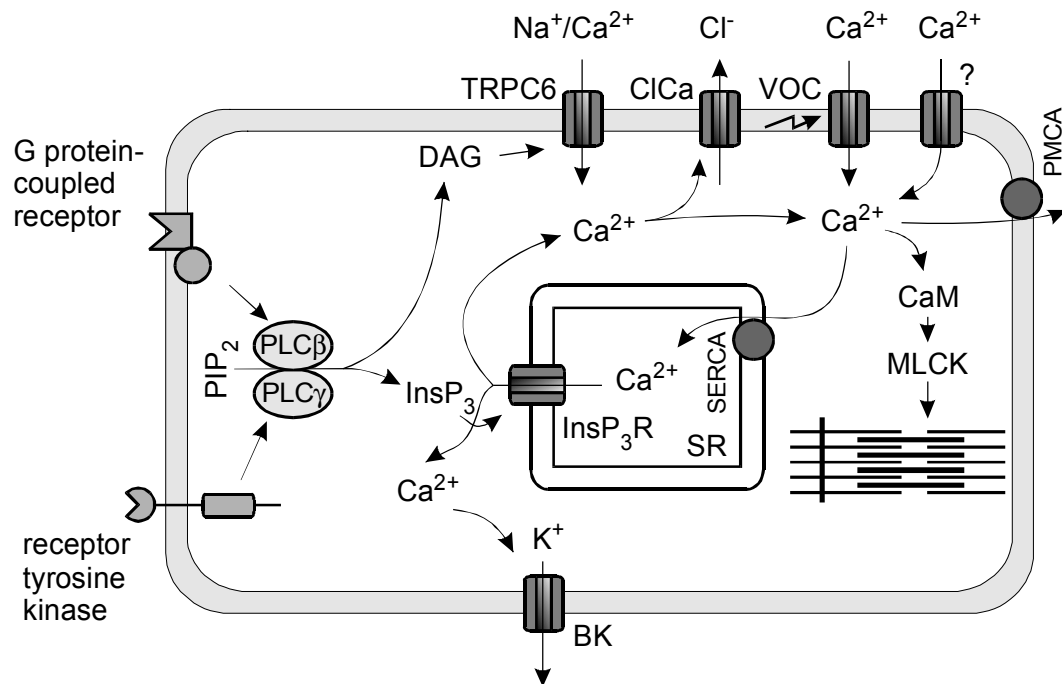 Na⁺/Ca²⁺
Cl⁻
Ca²⁺
Ca²⁺
TRPC6
ClCa
VOC
?
G protein-
coupled
receptor
DAG
PMCA
Ca²⁺
Ca²⁺
CaM
PIP₂
PLCβ
PLCγ
InsP₃
Ca²⁺
InsP₃R
SERCA
SR
MLCK
Ca²⁺
K⁺
receptor
tyrosine
kinase
BK